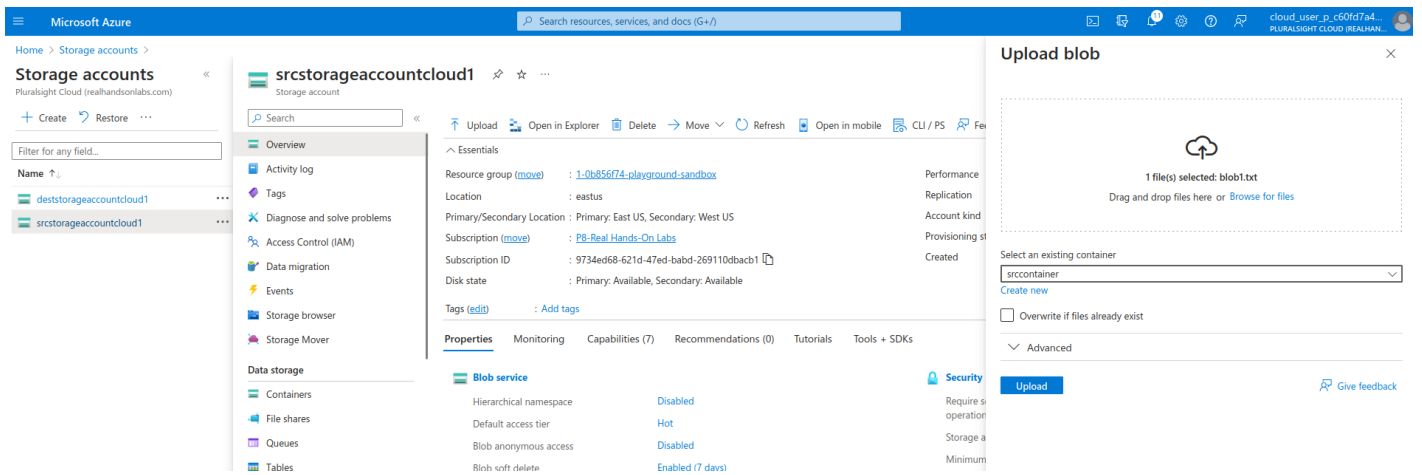 Microsoft Azure
Search resources, services, and docs (G+/)
11
cloud_user_p_c60fd7a4...
PLURALSIGHT CLOUD (REALHAN...
Home > Storage accounts >
Storage accounts
Pluralsight Cloud (realhandsonlabs.com)
+ Create Restore ...
Filter for any field...
Name ↑↓
deststorageaccountcloud1 ...
srcstorageaccountcloud1 ...
srcstorageaccountcloud1 ...
Storage account
Search
Overview
Activity log
Tags
Diagnose and solve problems
Access Control (IAM)
Data migration
Events
Storage browser
Storage Mover
Data storage
Containers
File shares
Queues
Tables
Upload Open in Explorer Delete Move Refresh Open in mobile CLI / PS Fe
Essentials
Resource group (move) : 1-0b856f74-playground-sandbox
Location : eastus
Primary/Secondary Location : Primary: East US, Secondary: West US
Subscription (move) : P8-Real Hands-On Labs
Subscription ID : 9734ed68-621d-47ed-babd-269110dbacb1
Disk state : Primary: Available, Secondary: Available
Tags (edit) : Add tags
Performance
Replication
Account kind
Provisioning st
Created
Properties Monitoring Capabilities (7) Recommendations (0) Tutorials Tools + SDKs
Blob service
Hierarchical namespace Disabled
Default access tier Hot
Blob anonymous access Disabled
Blob soft delete Enabled (7 days)
Security
Require s
operation
Storage a
Minimum
Upload blob
1 file(s) selected: blob1.txt
Drag and drop files here or Browse for files
Select an existing container
srccontainer
Create new
Overwrite if files already exist
Advanced
Upload
Give feedback